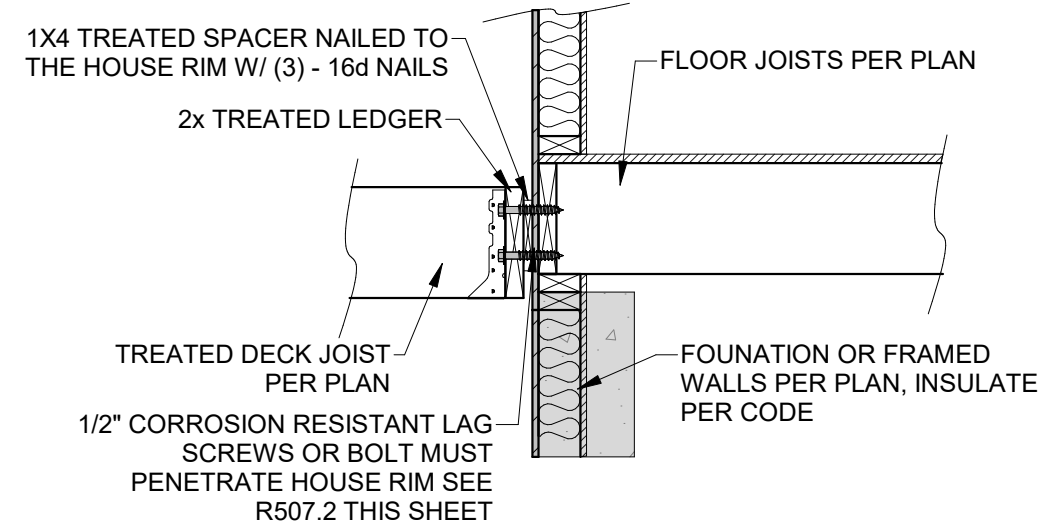 1X4 TREATED SPACER NAILED TO
THE HOUSE RIM W/ (3) - 16d NAILS
2x TREATED LEDGER
FLOOR JOISTS PER PLAN
TREATED DECK JOIST
PER PLAN
1/2" CORROSION RESISTANT LAG
SCREWS OR BOLT MUST
PENETRATE HOUSE RIM SEE
R507.2 THIS SHEET
FOUNATION OR FRAMED
WALLS PER PLAN, INSULATE
PER CODE